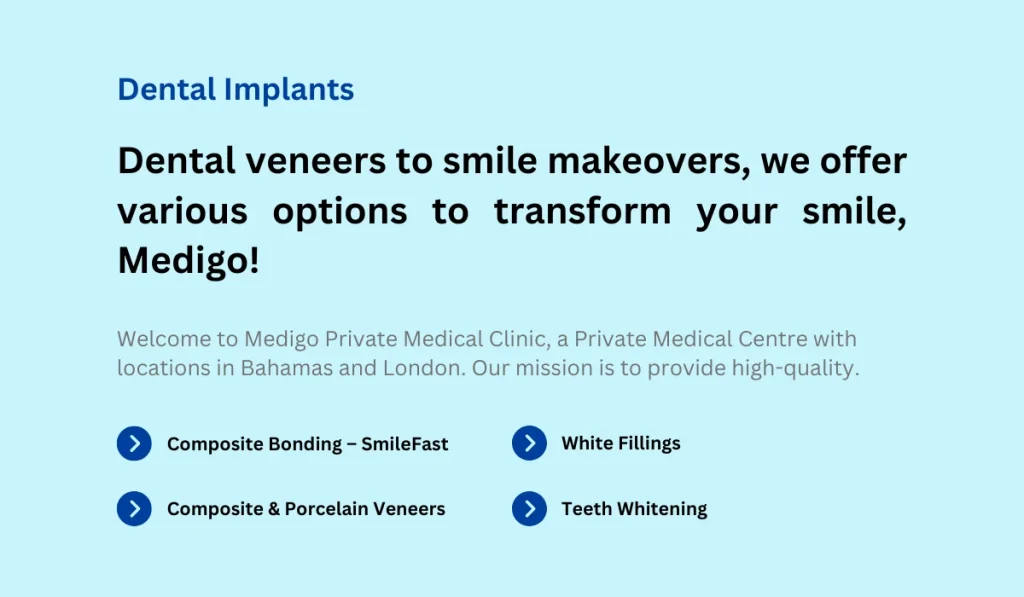 Dental Implants
Dental veneers to smile makeovers, we offer
various options to transform your smile,
Medigo!
Welcome to Medigo Private Medical Clinic, a Private Medical Centre with
locations in Bahamas and London. Our mission is to provide high-quality.
Composite Bonding – SmileFast
White Fillings
Composite & Porcelain Veneers
Teeth Whitening